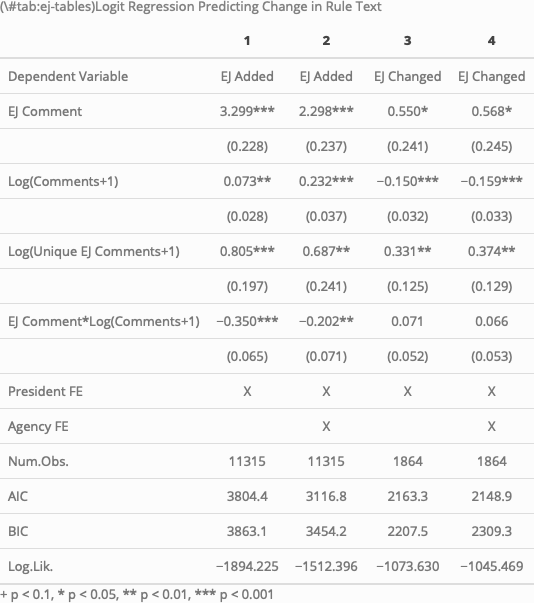 (\#tab:ej-tables)Logit Regression Predicting Change in Rule Text
1 2 3 4
Dependent Variable EJ Added EJ Added EJ Changed EJ Changed
EJ Comment 3.299*** 2.298*** 0.550* 0.568*
(0.228) (0.237) (0.241) (0.245)
Log(Comments+1) 0.073** 0.232*** −0.150*** −0.159***
(0.028) (0.037) (0.032) (0.033)
Log(Unique EJ Comments+1) 0.805*** 0.687** 0.331** 0.374**
(0.197) (0.241) (0.125) (0.129)
EJ Comment*Log(Comments+1) −0.350*** −0.202** 0.071 0.066
(0.065) (0.071) (0.052) (0.053)
President FE X X X X
Agency FE X X
Num.Obs. 11315 11315 1864 1864
AIC 3804.4 3116.8 2163.3 2148.9
BIC 3863.1 3454.2 2207.5 2309.3
Log.Lik. −1894.225 −1512.396 −1073.630 −1045.469
+ p < 0.1, * p < 0.05, ** p < 0.01, *** p < 0.001